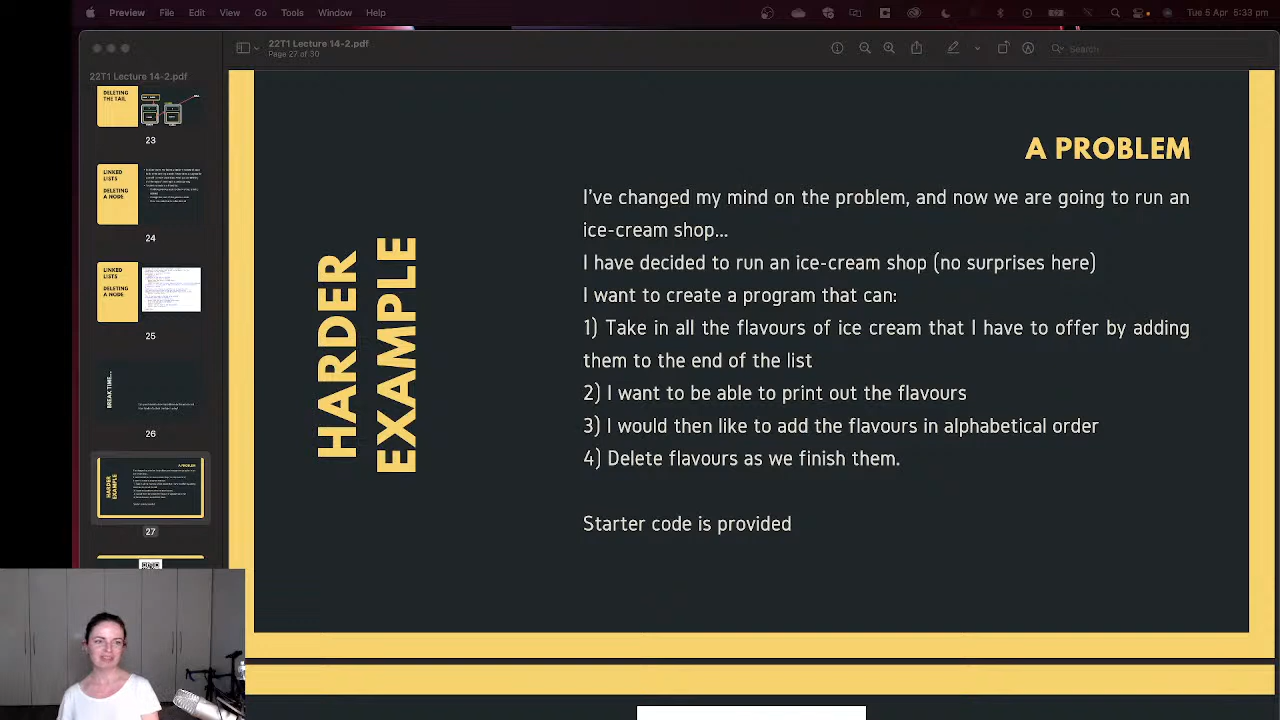 Preview File Edit View Go Tools Window Help
Tue 5 Apr 5:33 pm
22T1 Lecture 14-2.pdf
Page 27 of 30
Search
22T1 Lecture 14-2.pdf
DELETING
THE TAIL
23
LINKED
LISTS
DELETING
A NODE
24
LINKED
LISTS
DELETING
A NODE
25
BREAK TIME...
26
A PROBLEM
HARDER
EXAMPLE
27
HARDER
EXAMPLE
A PROBLEM
I've changed my mind on the problem, and now we are going to run an
ice-cream shop...
I have decided to run an ice-cream shop (no surprises here)
want to create a program that can:
1) Take in all the flavours of ice cream that I have to offer by adding
them to the end of the list
2) I want to be able to print out the flavours
3) I would then like to add the flavours in alphabetical order
4) Delete flavours as we finish them.
Starter code is provided